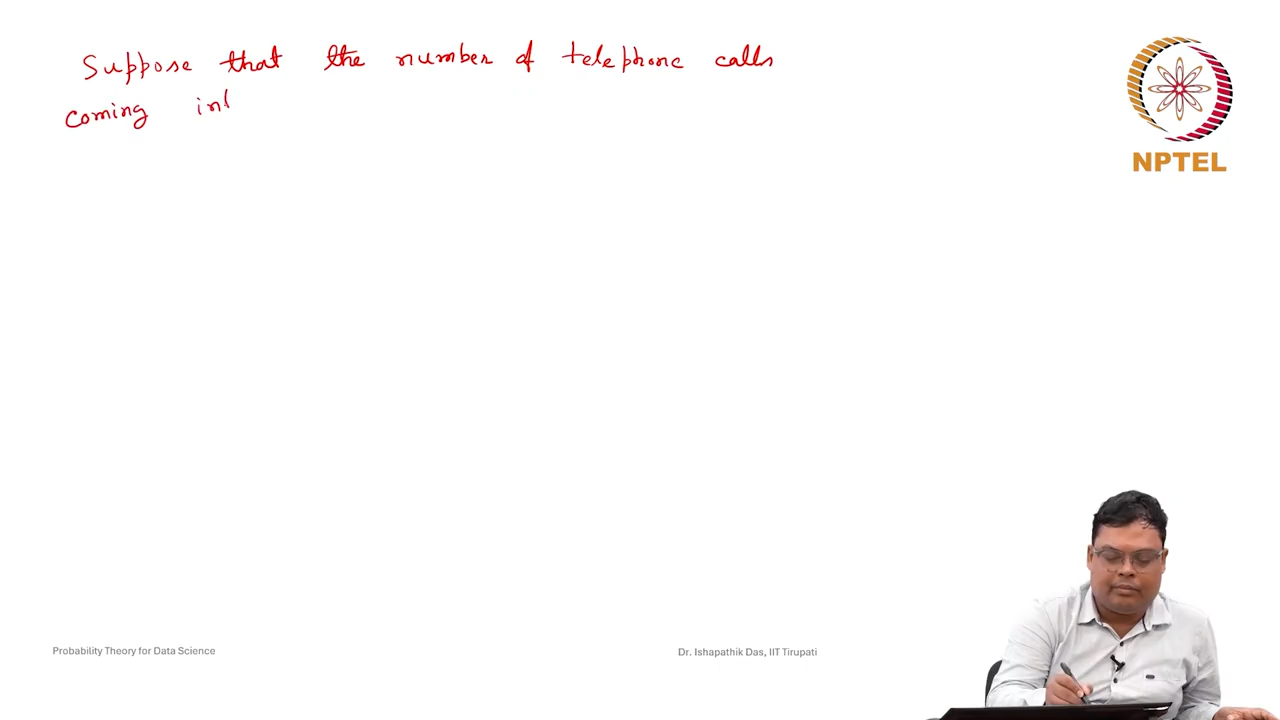 Suppose that the number of telephone calls
coming int
NPTEL
Probability Theory for Data Science
Dr. Ishapathik Das, IIT Tirupati